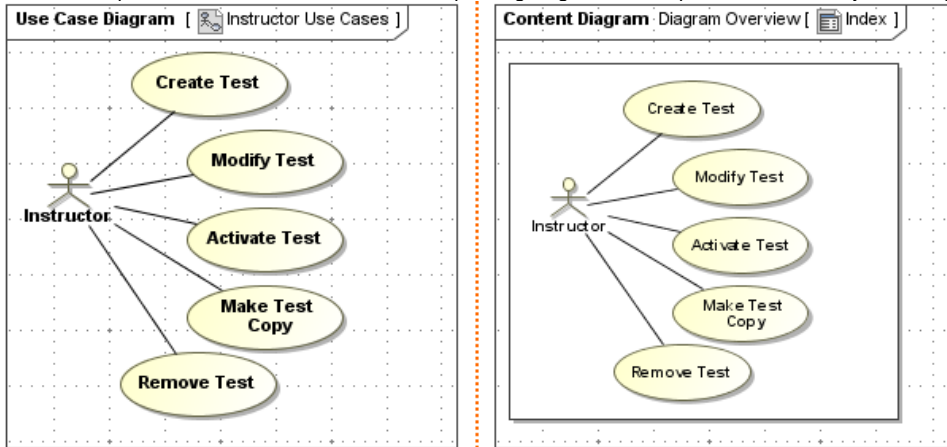 Use Case Diagram [ Instructor Use Cases ]
Create Test
Modify Test
Instructor
Activate Test
Make Test
Copy
Remove Test
Content Diagram Diagram Overview [ Index ]
Create Test
Modify Test
Instructor
Activate Test
Make Test
Copy
Remove Test